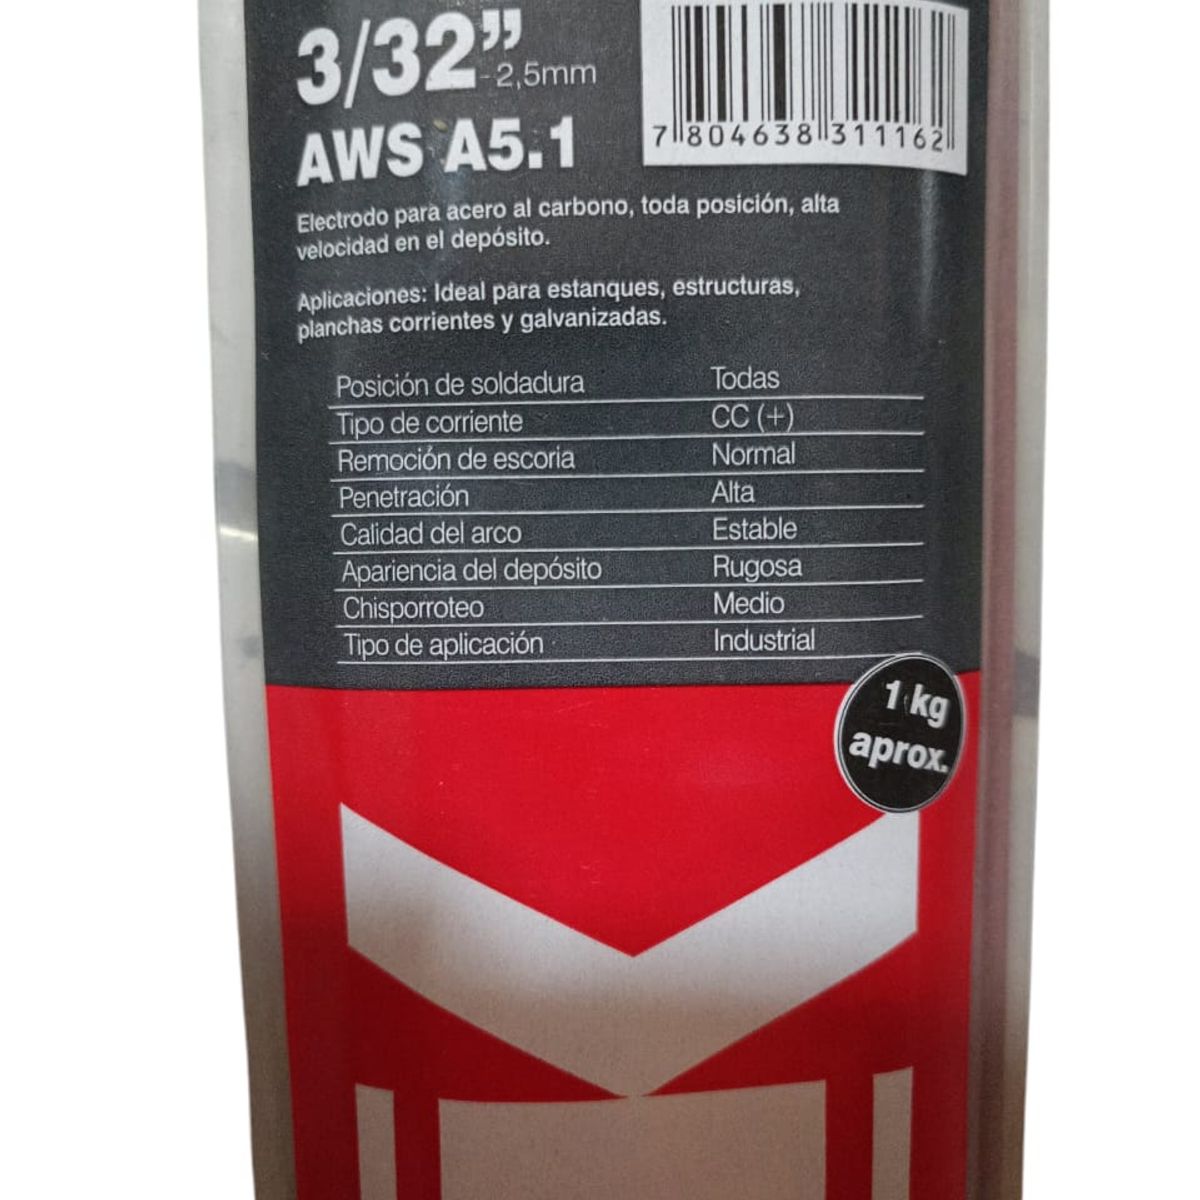 3/32”
-2,5mm
AWS A5.1
7 804638 311162
Electrodo para acero al carbono, toda posición, alta
velocidad en el depósito.
Aplicaciones: Ideal para estanques, estructuras,
planchas corrientes y galvanizadas.
Posición de soldadura Todas
Tipo de corriente CC (+)
Remoción de escoria Normal
Penetración Alta
Calidad del arco Estable
Apariencia del depósito Rugosa
Chisporroteo Medio
Tipo de aplicación Industrial
1 kg
aprox.